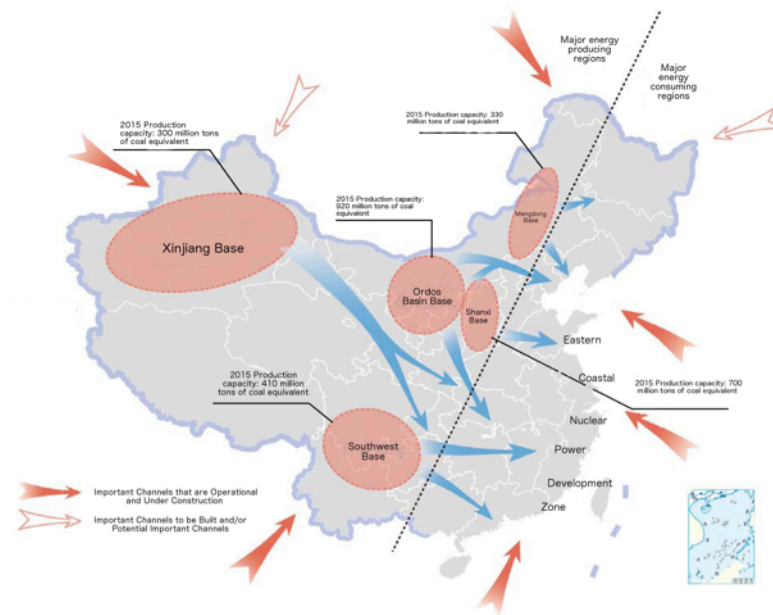 Major energy
producing
regions
Major
energy
consuming
regions
2015 Production
capacity: 300 million tons
of coal equivalent
2015 Production capacity: 330
million tons of coal equivalent
2015 Production capacity:
920 million tons of coal
equivalent
Xinjiang Base
Mengdong
Base
Ordos
Basin Base
Shanxi
Base
Eastern
2015 Production
capacity: 410 million
tons of coal equivalent
Coastal
2015 Production capacity: 700
million tons of coal equivalent
Nuclear
Southwest
Base
Power
Development
Zone
Important Channels that are Operational
and Under Construction
Important Channels to be Built and/or
Potential Important Channels